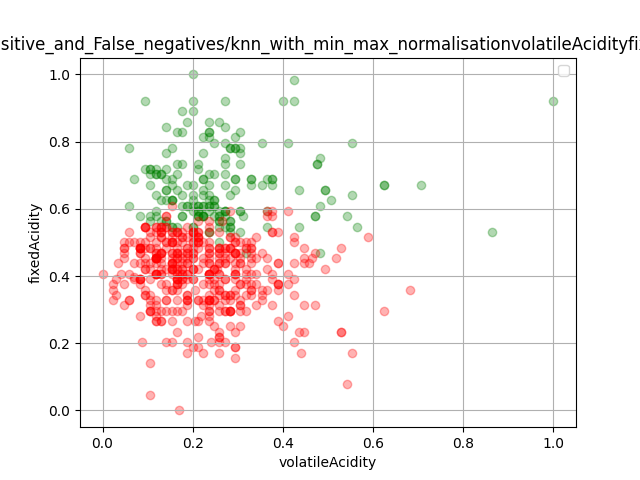 sitive_and_False_negatives/knn_with_min_max_normalisationvolatileAcidityfix
fixedAcidity
1.0
0.8
0.6
0.4
0.2
0.0
0.0 0.2 0.4 0.6 0.8 1.0
volatileAcidity